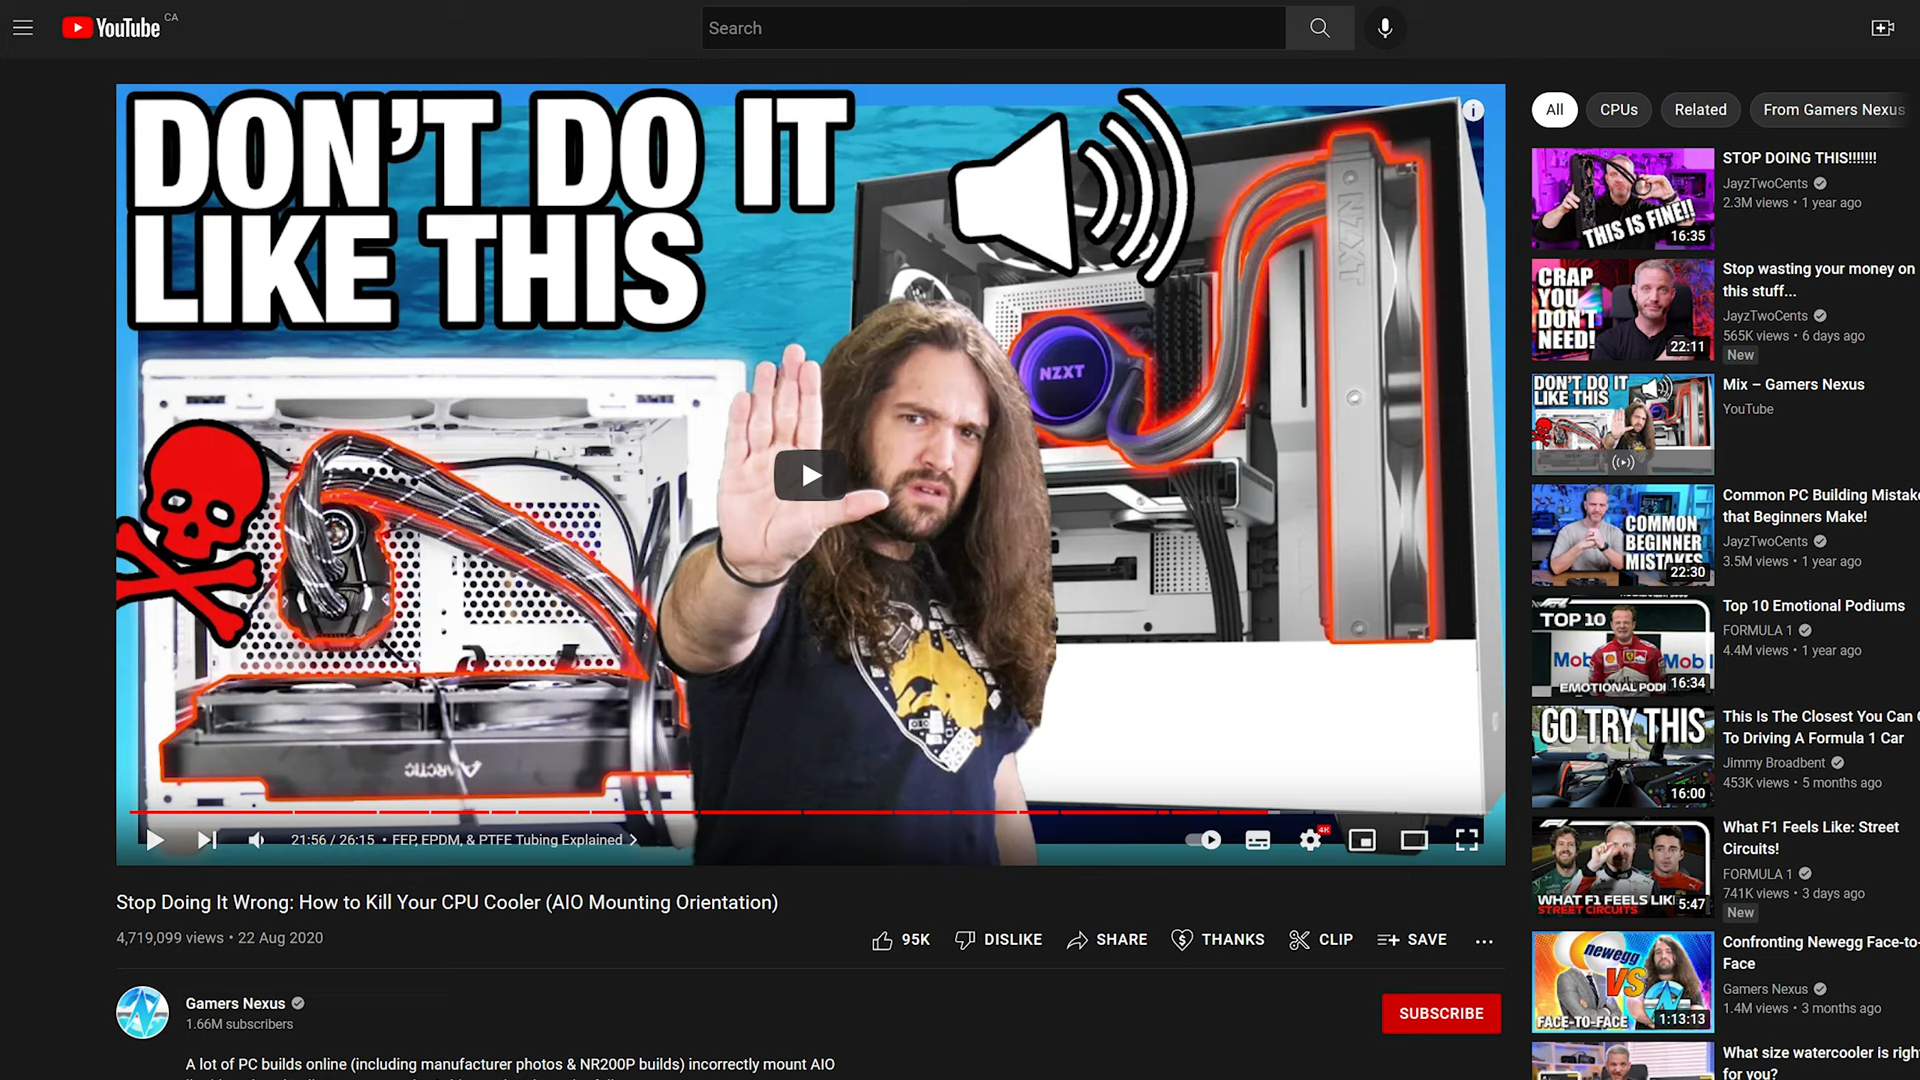 YouTube CA
Search
DON'T DO IT
LIKE THIS
NZXT
NZXT
ARCTIC
21:56 / 26:15 • FEP, EPDM, & PTFE Tubing Explained
4K
Stop Doing It Wrong: How to Kill Your CPU Cooler (AIO Mounting Orientation)
4,719,099 views • 22 Aug 2020
95K
DISLIKE
SHARE
THANKS
CLIP
SAVE
Gamers Nexus
1.66M subscribers
SUBSCRIBE
A lot of PC builds online (including manufacturer photos & NR200P builds) incorrectly mount AIO
All
CPUs
Related
From Gamers Nexus
THIS IS FINE!!
16:35
STOP DOING THIS!!!!!!!
JayzTwoCents
2.3M views • 1 year ago
CRAP
YOU
DON'T
NEED!
22:11
Stop wasting your money on
this stuff...
JayzTwoCents
565K views • 6 days ago
New
DON'T DO IT
LIKE THIS
Mix – Gamers Nexus
YouTube
COMMON
BEGINNER
MISTAKES
22:30
Common PC Building Mistake
that Beginners Make!
JayzTwoCents
3.5M views • 1 year ago
TOP 10
Mob
Mob
EMOTIONAL PODI
16:34
Top 10 Emotional Podiums
FORMULA 1
4.4M views • 1 year ago
GO TRY THIS
16:00
This Is The Closest You Can
To Driving A Formula 1 Car
Jimmy Broadbent
453K views • 5 months ago
WHAT F1 FEELS LIK
STREET CIRCUITS
5:47
What F1 Feels Like: Street
Circuits!
FORMULA 1
741K views • 3 days ago
New
newegg
VS
FACE-TO-FACE
1:13:13
Confronting Newegg Face-to-
Face
Gamers Nexus
1.4M views • 3 months ago
What size watercooler is right
for you?